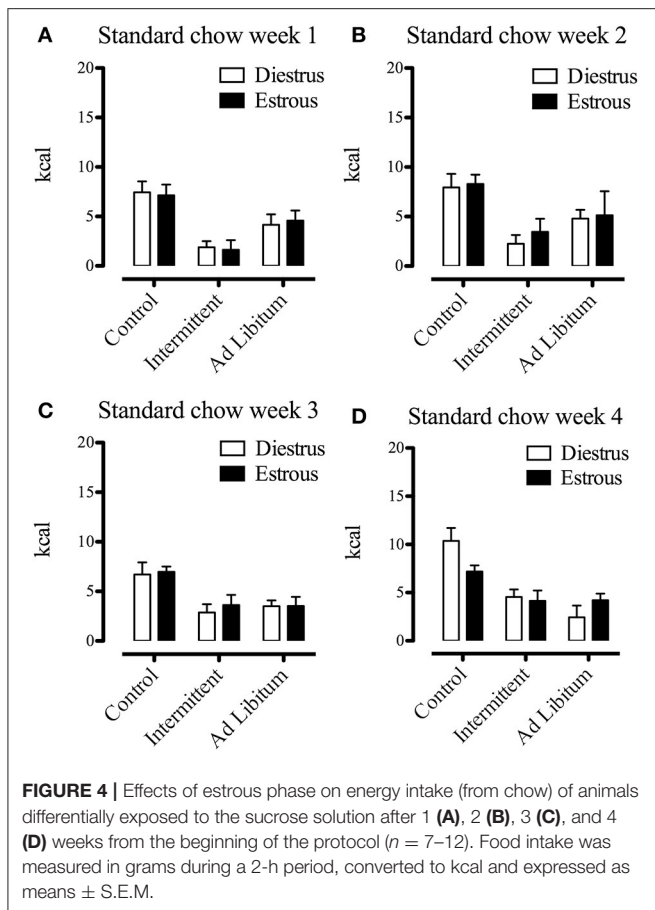 A Standard chow week 1
Diestrus
Estrous
20
15
10
5
0
kcal
Control
Intermittent
Ad Libitum
B Standard chow week 2
Diestrus
Estrous
20
15
10
5
0
kcal
Control
Intermittent
Ad Libitum
C Standard chow week 3
Diestrus
Estrous
20
15
10
5
0
kcal
Control
Intermittent
Ad Libitum
D Standard chow week 4
Diestrus
Estrous
20
15
10
5
0
kcal
Control
Intermittent
Ad Libitum
FIGURE 4 | Effects of estrous phase on energy intake (from chow) of animals
differentially exposed to the sucrose solution after 1 (A), 2 (B), 3 (C), and 4
(D) weeks from the beginning of the protocol (n = 7–12). Food intake was
measured in grams during a 2-h period, converted to kcal and expressed as
means ± S.E.M.